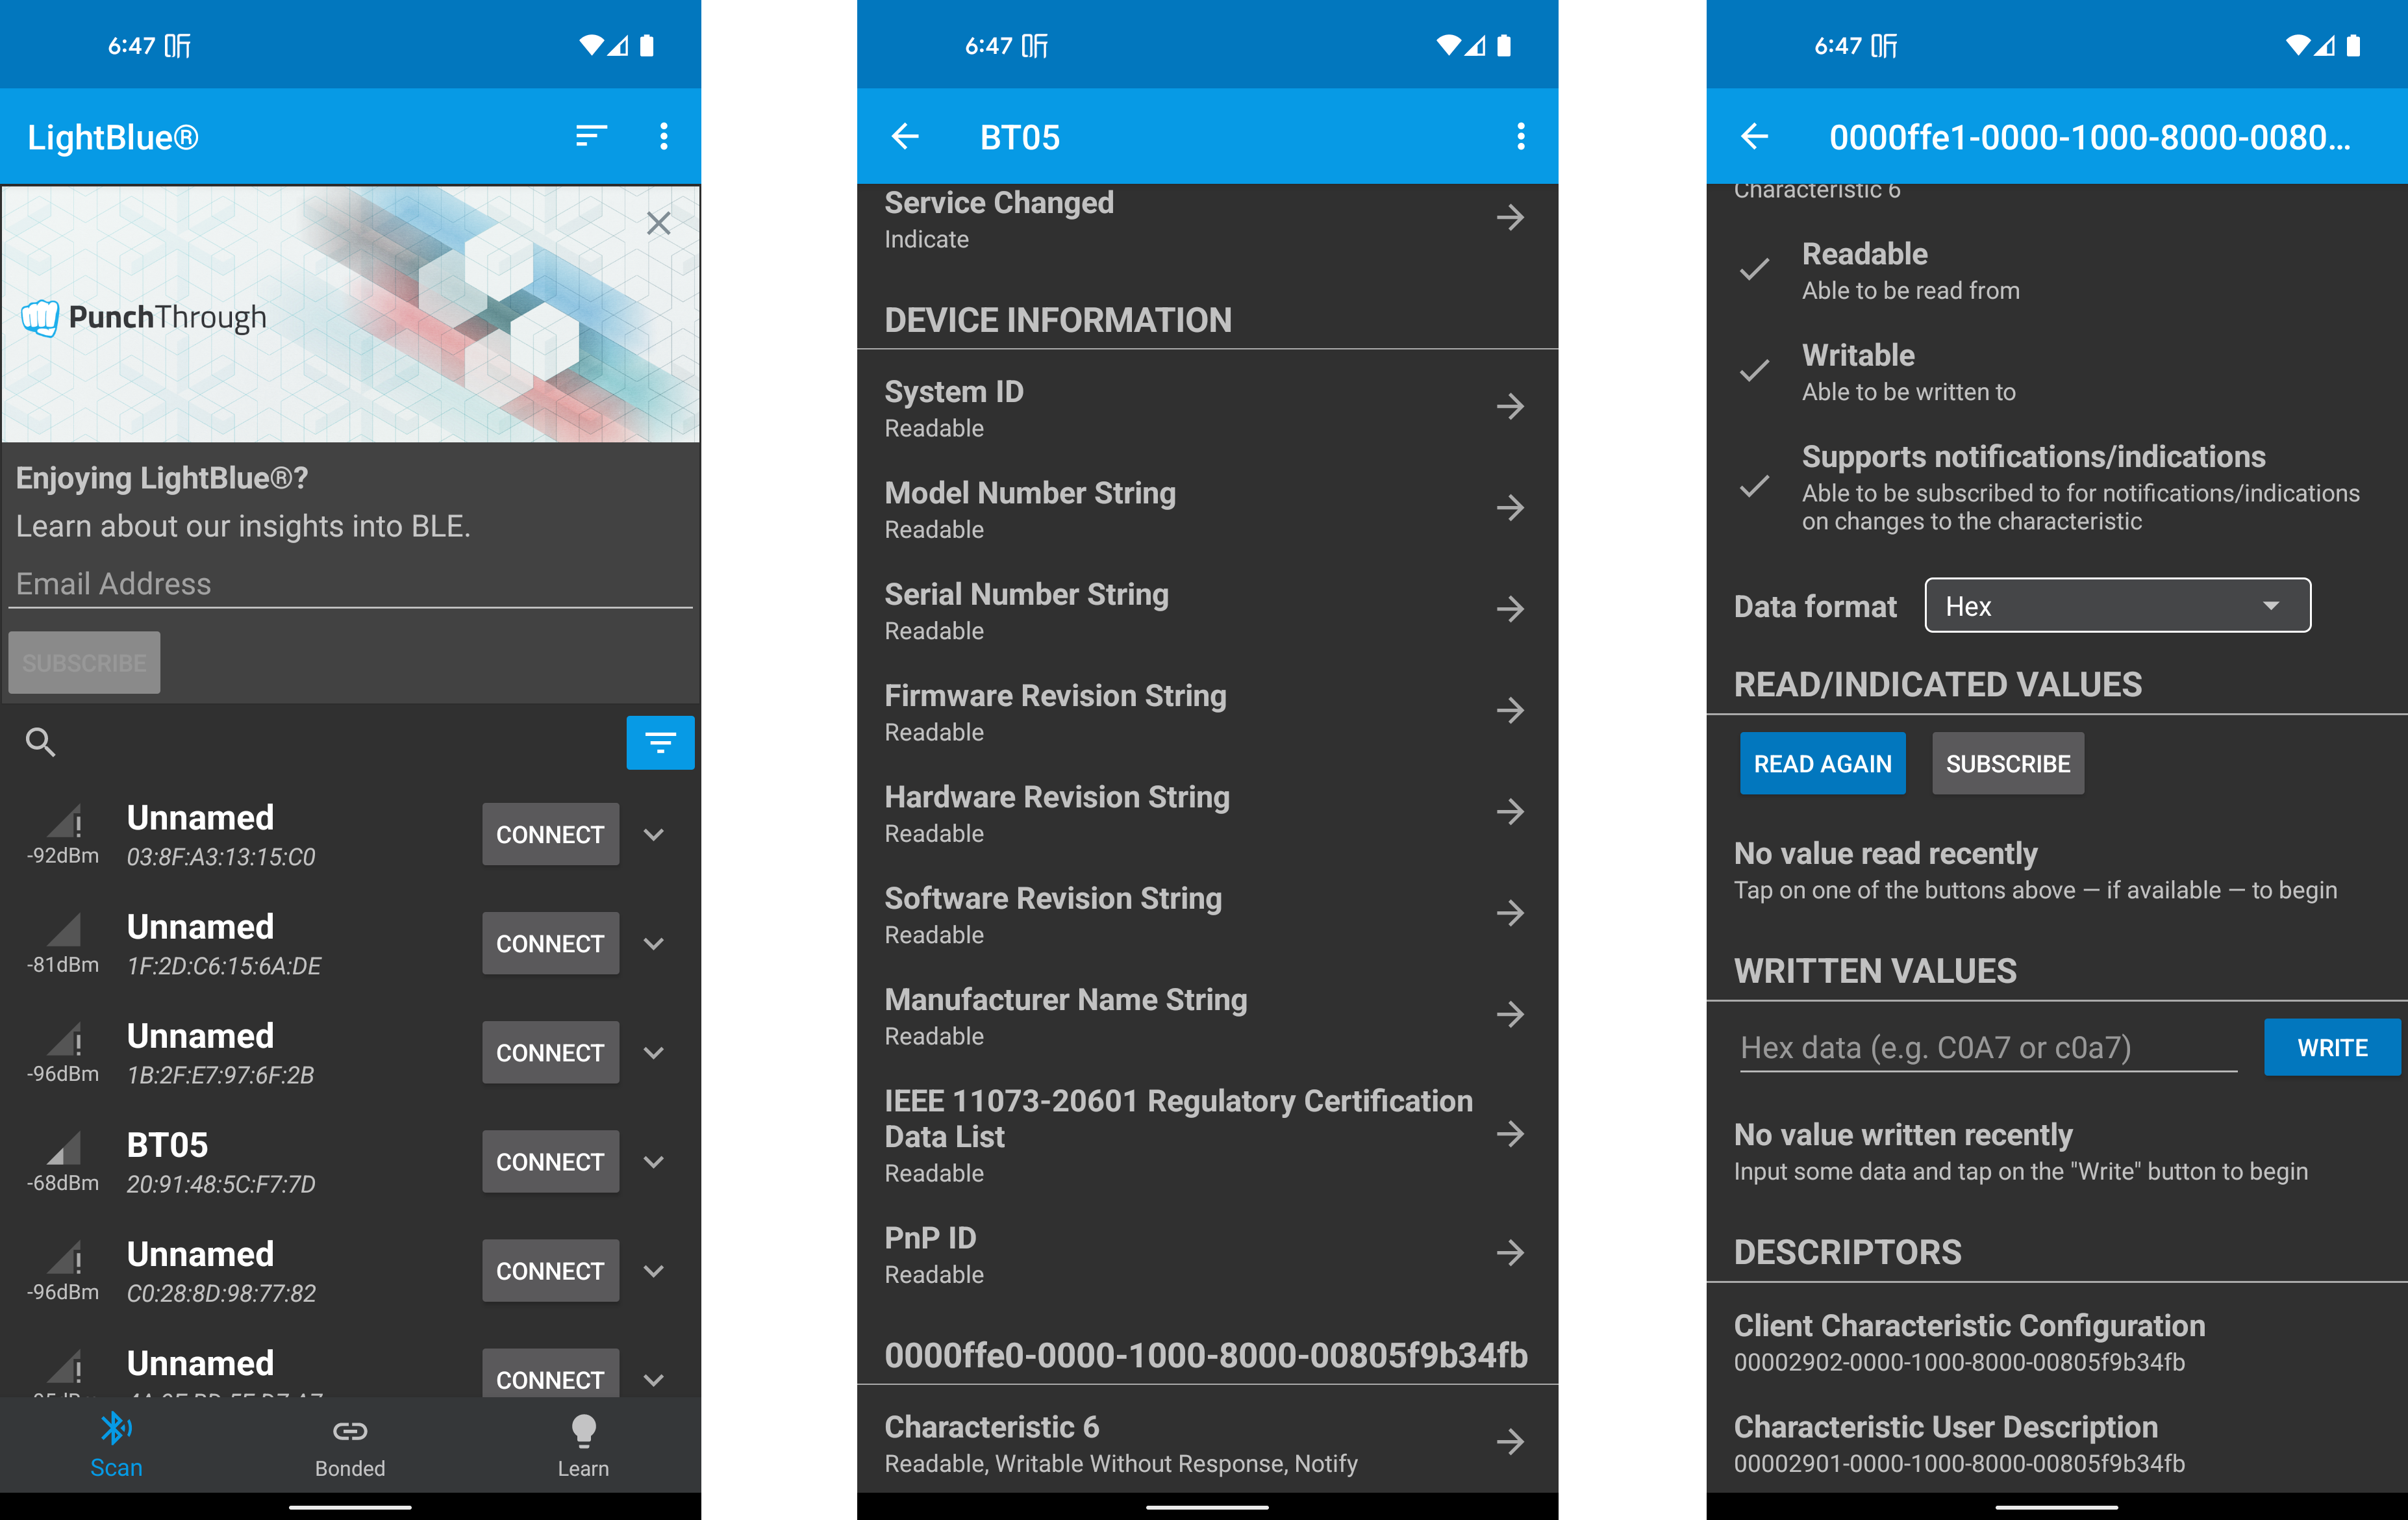 6:47
LightBlue®
PunchThrough
Enjoying LightBlue®?
Learn about our insights into BLE.
Email Address
SUBSCRIBE
Unnamed
-92dBm
03:8F:A3:13:15:C0
CONNECT
Unnamed
-81dBm
1F:2D:C6:15:6A:DE
CONNECT
Unnamed
-96dBm
1B:2F:E7:97:6F:2B
CONNECT
BT05
-68dBm
20:91:48:5C:F7:7D
CONNECT
Unnamed
-96dBm
C0:28:8D:98:77:82
CONNECT
Unnamed
CONNECT
Scan
Bonded
Learn
6:47
BT05
Service Changed
Indicate
DEVICE INFORMATION
System ID
Readable
Model Number String
Readable
Serial Number String
Readable
Firmware Revision String
Readable
Hardware Revision String
Readable
Software Revision String
Readable
Manufacturer Name String
Readable
IEEE 11073-20601 Regulatory Certification
Data List
Readable
PnP ID
Readable
0000ffe0-0000-1000-8000-00805f9b34fb
Characteristic 6
Readable, Writable Without Response, Notify
6:47
0000ffe1-0000-1000-8000-0080...
Characteristic 6
Readable
Able to be read from
Writable
Able to be written to
Supports notifications/indications
Able to be subscribed to for notifications/indications
on changes to the characteristic
Data format
Hex
READ/INDICATED VALUES
READ AGAIN
SUBSCRIBE
No value read recently
Tap on one of the buttons above — if available — to begin
WRITTEN VALUES
Hex data (e.g. C0A7 or c0a7)
WRITE
No value written recently
Input some data and tap on the "Write" button to begin
DESCRIPTORS
Client Characteristic Configuration
00002902-0000-1000-8000-00805f9b34fb
Characteristic User Description
00002901-0000-1000-8000-00805f9b34fb